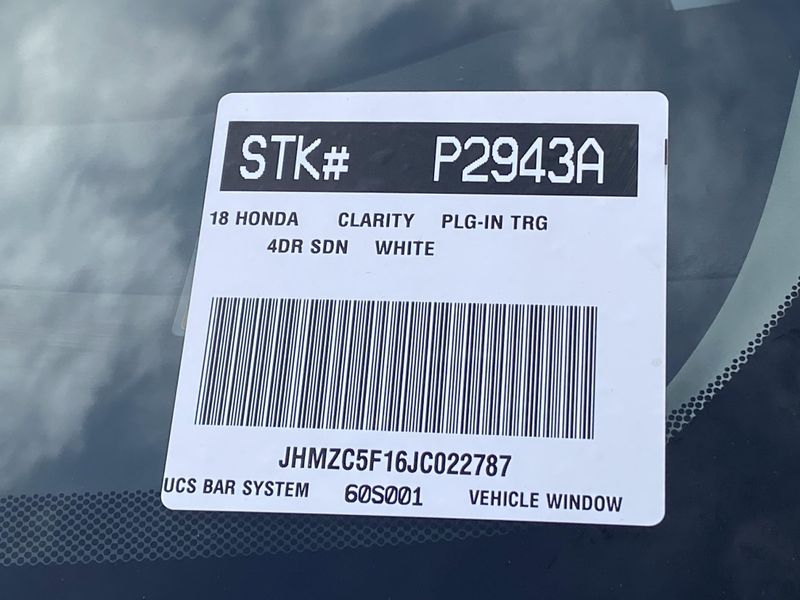 STK# P2943A
18 HONDA CLARITY PLG-IN TRG
4DR SDN WHITE
JHMZC5F16JC022787
UCS BAR SYSTEM 60S001 VEHICLE WINDOW